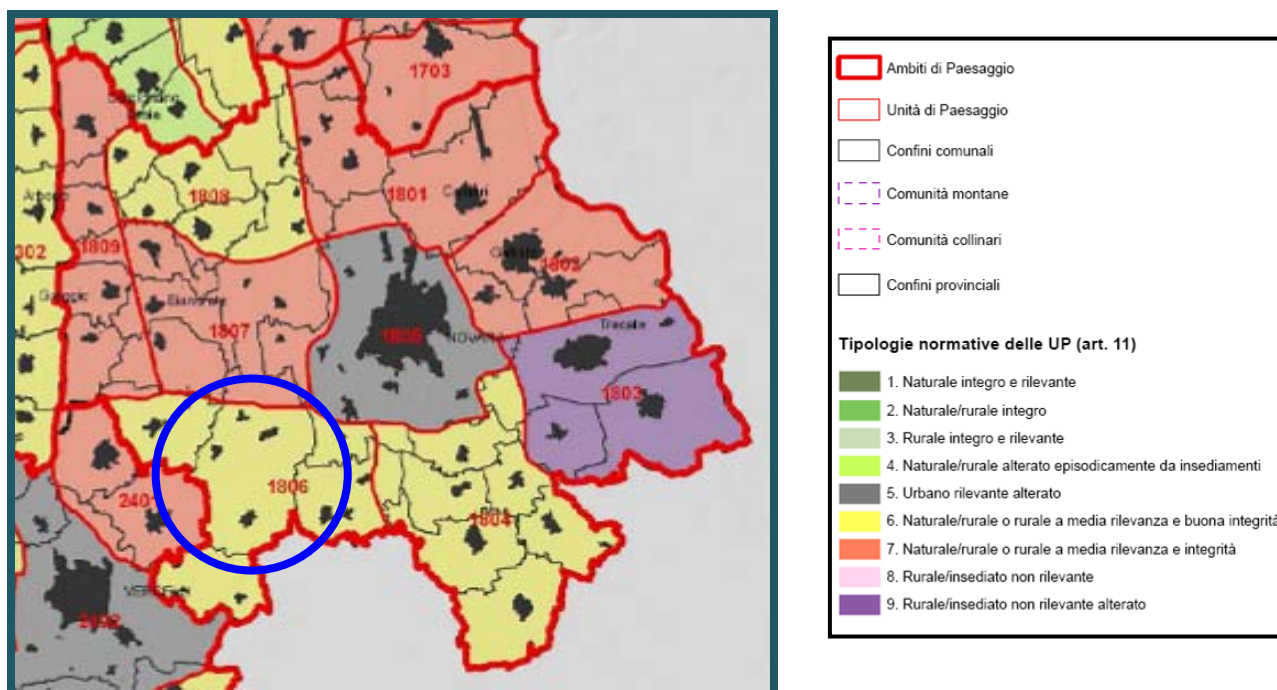 1703
1808
1801
302
1809
1802
1807
1805
NOVARA
Trecate
1803
1806
2401
1804
Ambiti di Paesaggio
Unità di Paesaggio
Confini comunali
Comunità montane
Comunità collinari
Confini provinciali
Tipologie normative delle UP (art. 11)
1. Naturale integro e rilevante
2. Naturale/rurale integro
3. Rurale integro e rilevante
4. Naturale/rurale alterato episodicamente da insediamenti
5. Urbano rilevante alterato
6. Naturale/rurale o rurale a media rilevanza e buona integrità
7. Naturale/rurale o rurale a media rilevanza e integrità
8. Rurale/insediato non rilevante
9. Rurale/insediato non rilevante alterato